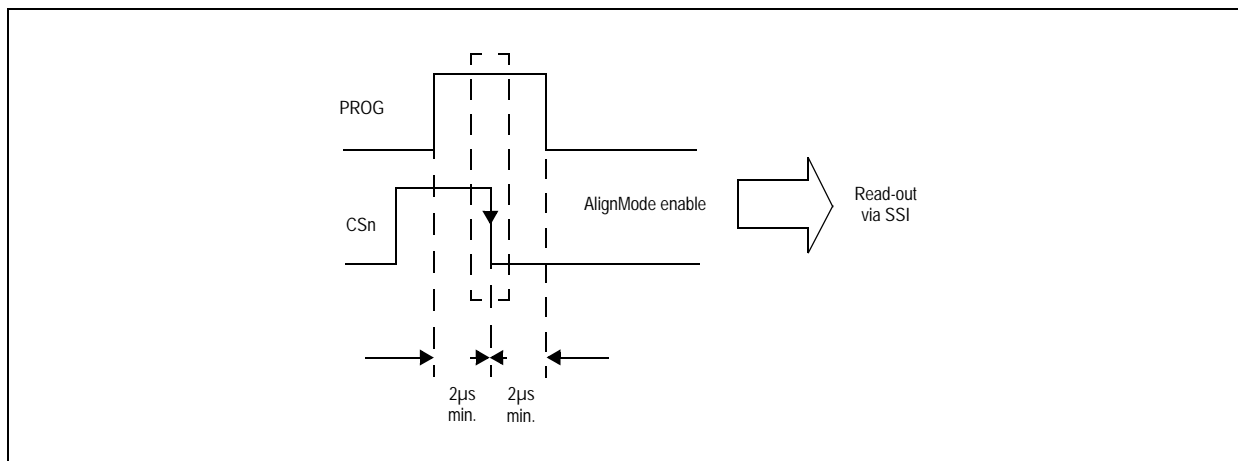 PROG
CSn
AlignMode enable
Read-out
via SSI
2µs
min.
2µs
min.